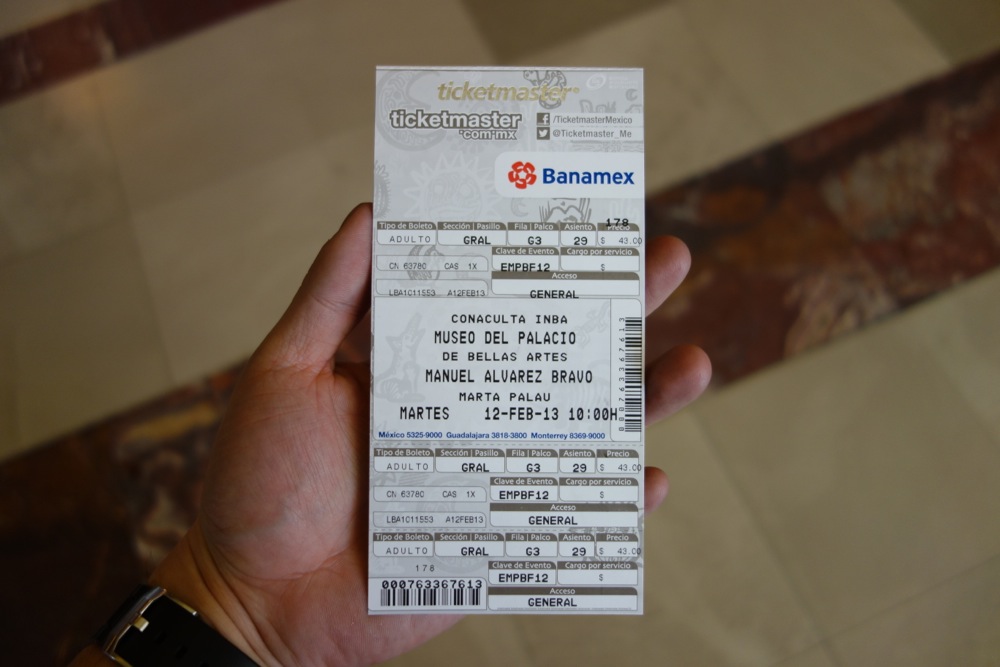 ticketmaster®
ticketmaster
.com.mx
f /TicketmasterMexico
@Ticketmaster_Me
Banamex
178
Tipo de Boleto Sección | Pasillo Fila | Palco Asiento Precio
ADULTO GRAL G3 29 $ 43.00
Clave de Evento Cargo por servicio
CN 63780 CAS 1X EMPBF12 $
Acceso
LBA1011553 A12FEB13 GENERAL
CONACULTA INBA
MUSEO DEL PALACIO
DE BELLAS ARTES
MANUEL ALVAREZ BRAVO
MARTA PALAU
MARTES 12-FEB-13 10:00H
000763367613
México 5325-9000 Guadalajara 3818-3800 Monterrey 8369-9000
Tipo de Boleto Sección | Pasillo Fila | Palco Asiento Precio
ADULTO GRAL G3 29 $ 43.00
Clave de Evento Cargo por servicio
CN 63780 CAS 1X EMPBF12 $
Acceso
LBA1011553 A12FEB13 GENERAL
Tipo de Boleto Sección | Pasillo Fila | Palco Asiento Precio
ADULTO GRAL G3 29 $ 43.00
178
Clave de Evento Cargo por servicio
EMPBF12 $
000763367613
Acceso
GENERAL